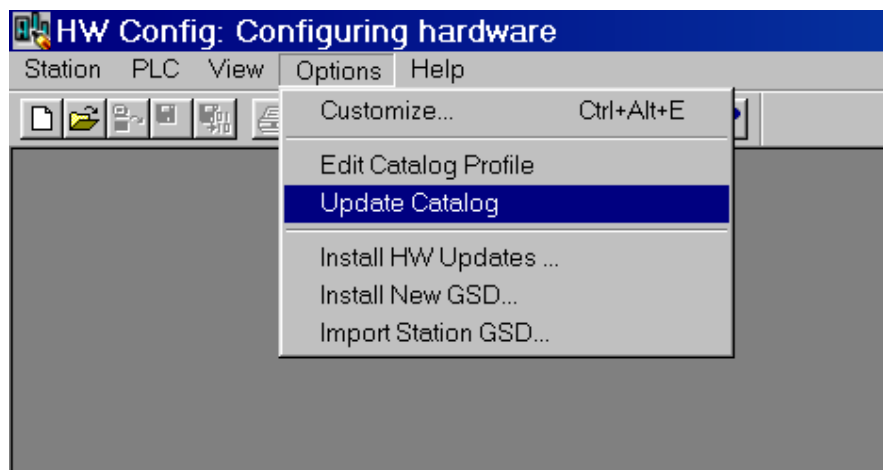 HW Config: Configuring hardware
Station PLC View Options Help
Customize... Ctrl+Alt+E
Edit Catalog Profile
Update Catalog
Install HW Updates ...
Install New GSD...
Import Station GSD...